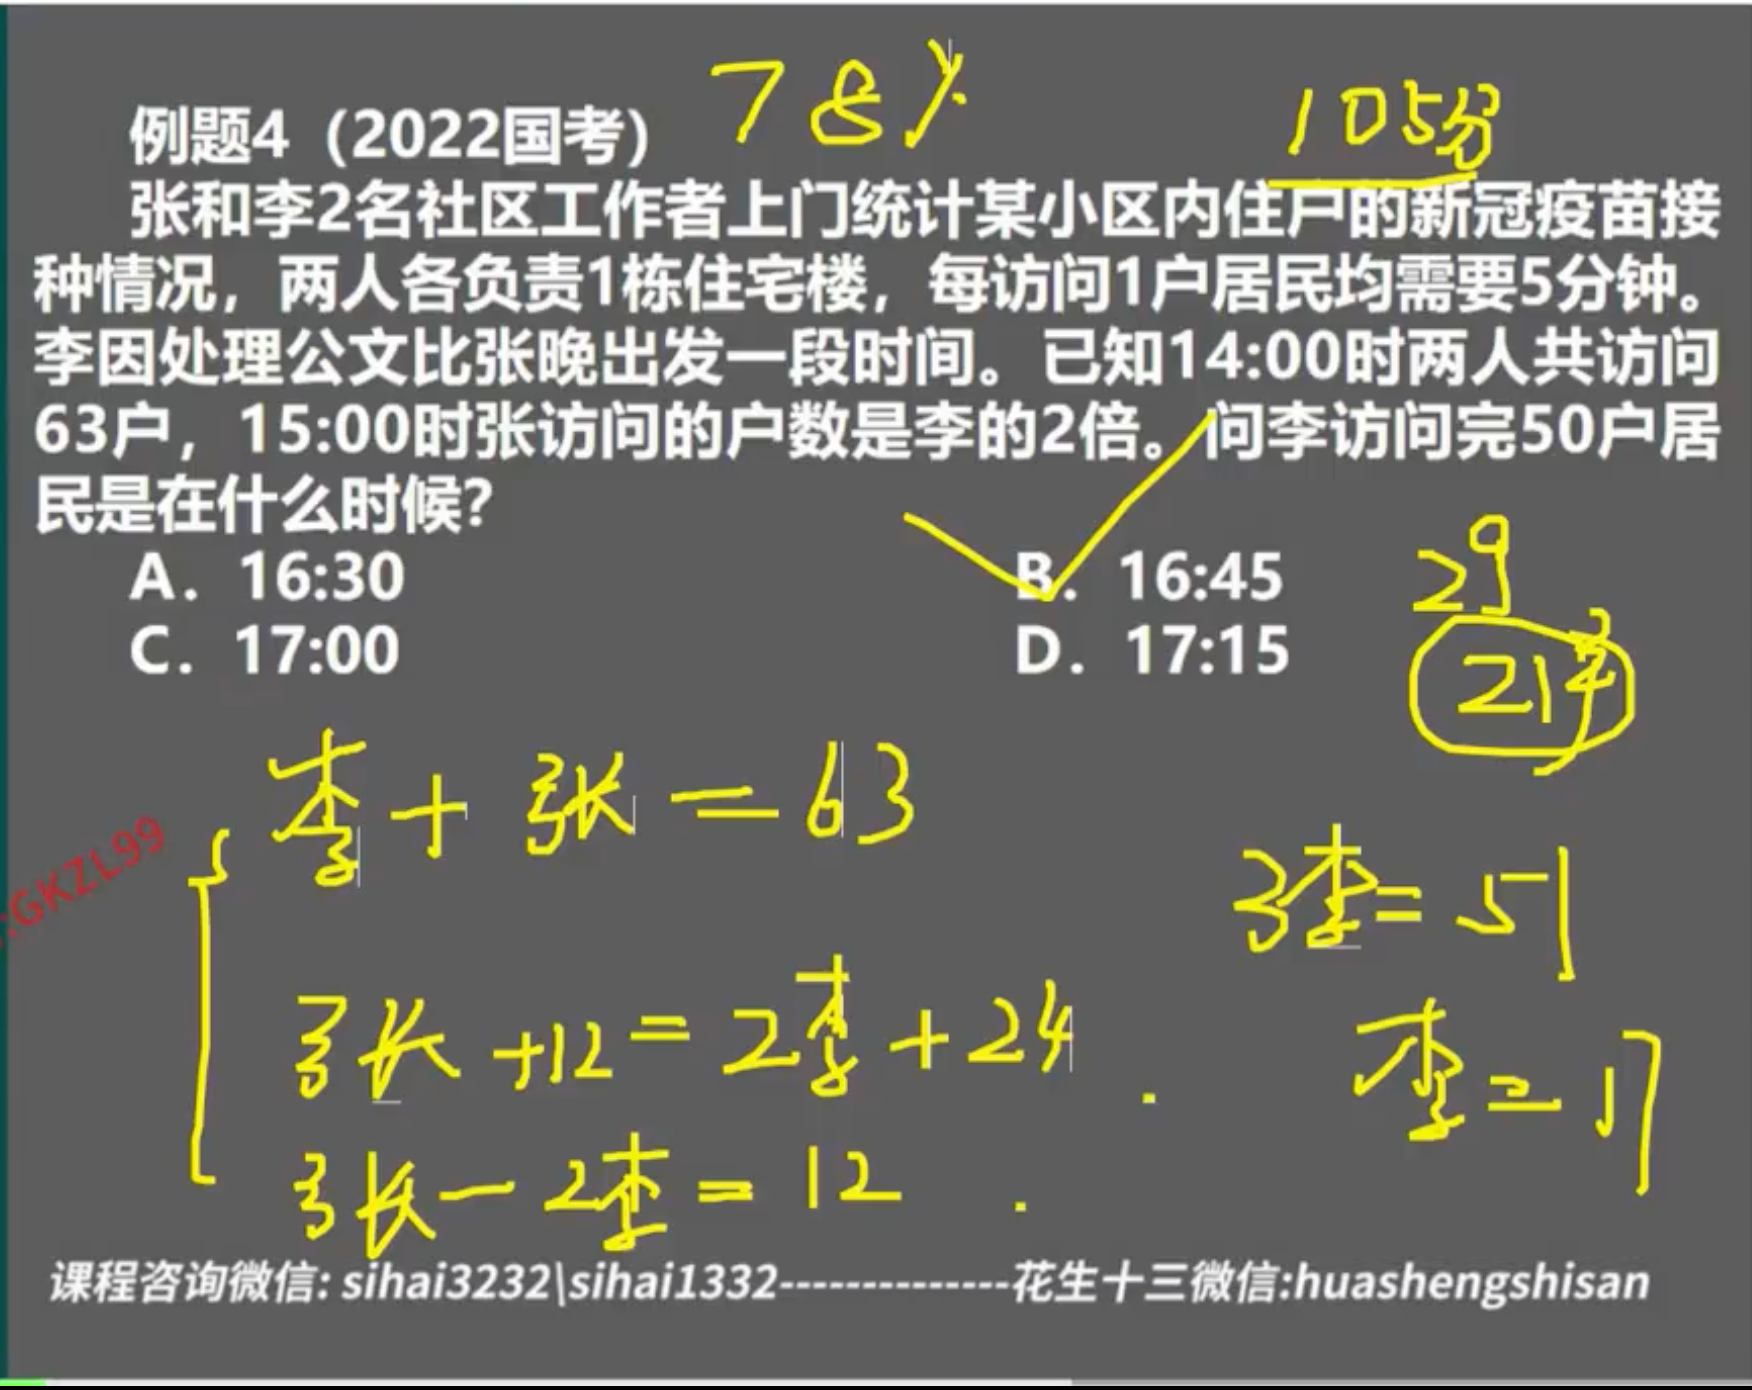 78%
105分
例题4（2022国考）
张和李2名社区工作者上门统计某小区内住户的新冠疫苗接
种情况，两人各负责1栋住宅楼，每访问1户居民均需要5分钟。
李因处理公文比张晚出发一段时间。已知14:00时两人共访问
63户，15:00时张访问的户数是李的2倍。问李访问完50户居
民是在什么时候？
A. 16:30
B. 16:45
C. 17:00
D. 17:15
29
21
李+张=63
张+12=2李+24
张-2李=12
3李=51
李=17
:GKZL99
课程咨询微信: sihai3232\sihai1332--------------花生十三微信:huashengshisan